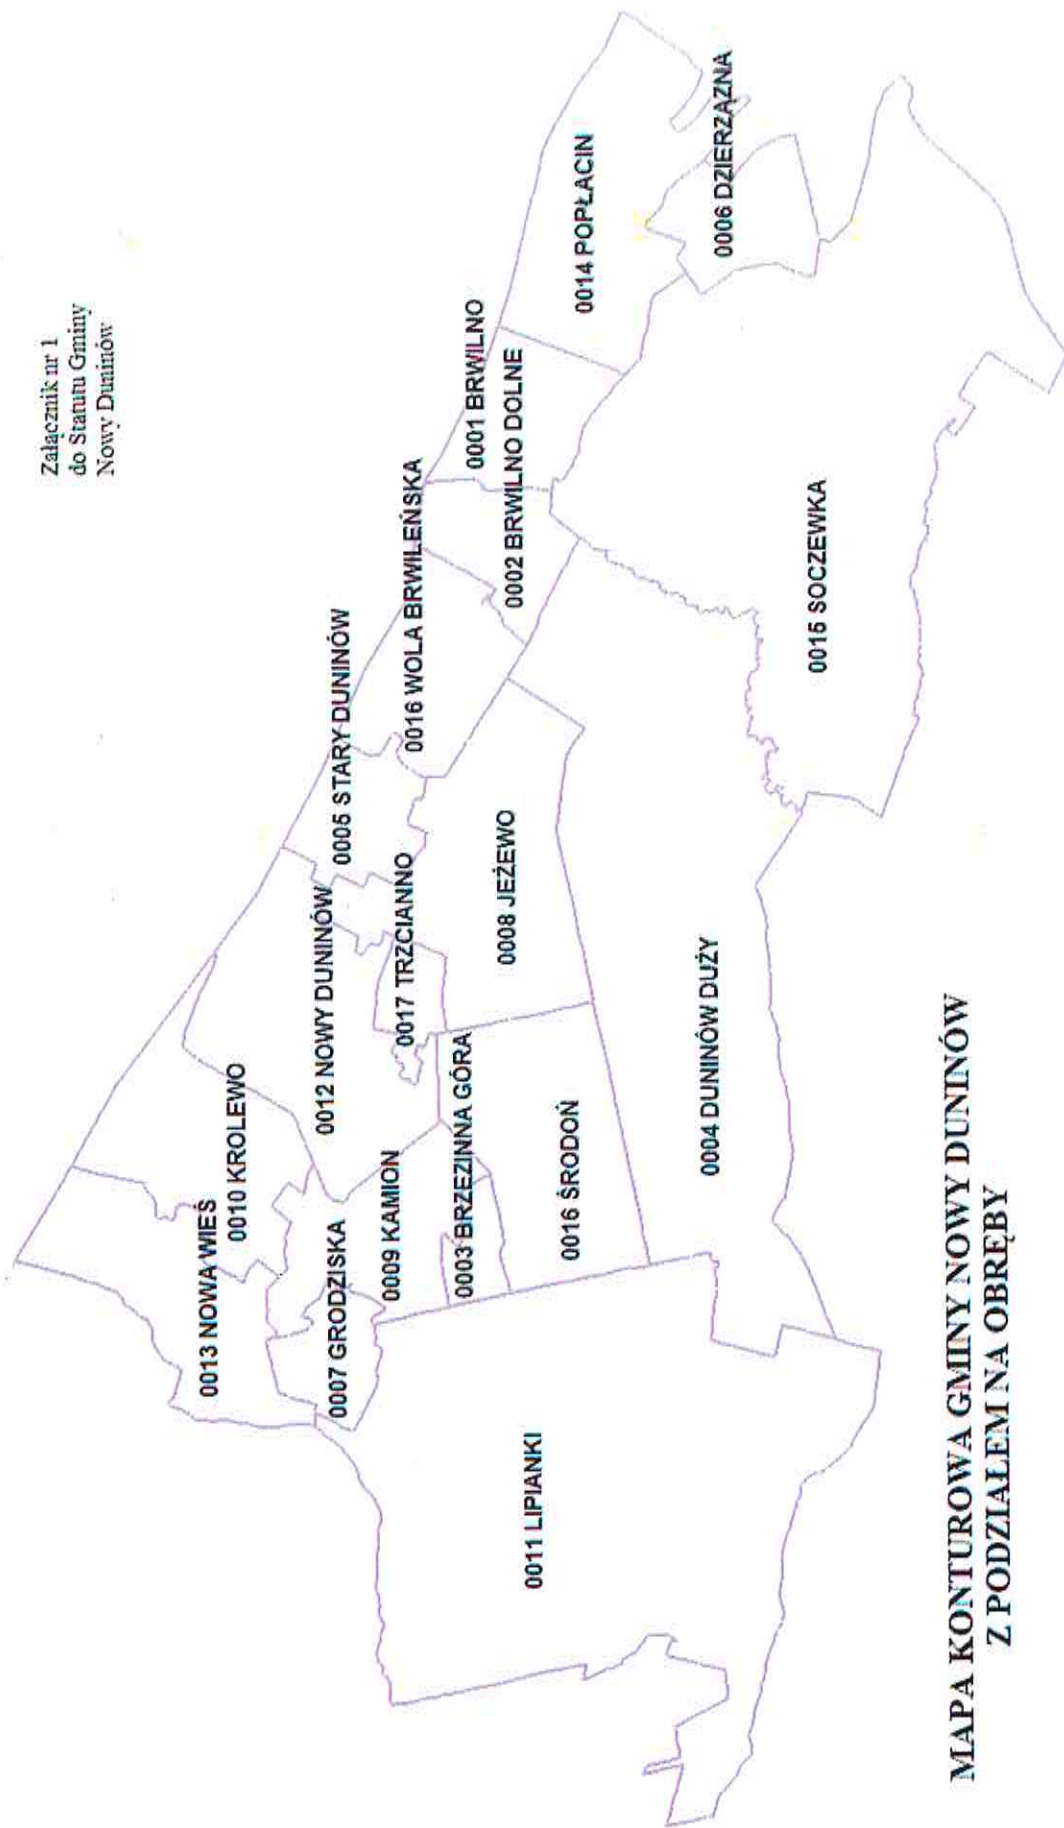 Załącznik nr 1
do Statutu Gminy
Nowy Duninów
0013 NOWA WIEŚ
0010 KROLEWO
0012 NOWY DUNINÓW
0007 GRODZISKA
0005 STARY DUNINÓW
0009 KAMION
0017 TRZCIANNO
0016 WOLA BRWILEŃSKA
0003 BRZEZINNA GÓRA
0001 BRWILNO
0008 JEŻEWO
0002 BRWILNO DOLNE
0011 LIPIANKI
0016 ŚRODOŃ
0014 POPŁACIN
0004 DUNINÓW DUŻY
0006 DZIERZĄZNA
0015 SOCZEWKA
MAPA KONTUROWA GMINY NOWY DUNINÓW
Z PODZIAŁEM NA OBRĘBY